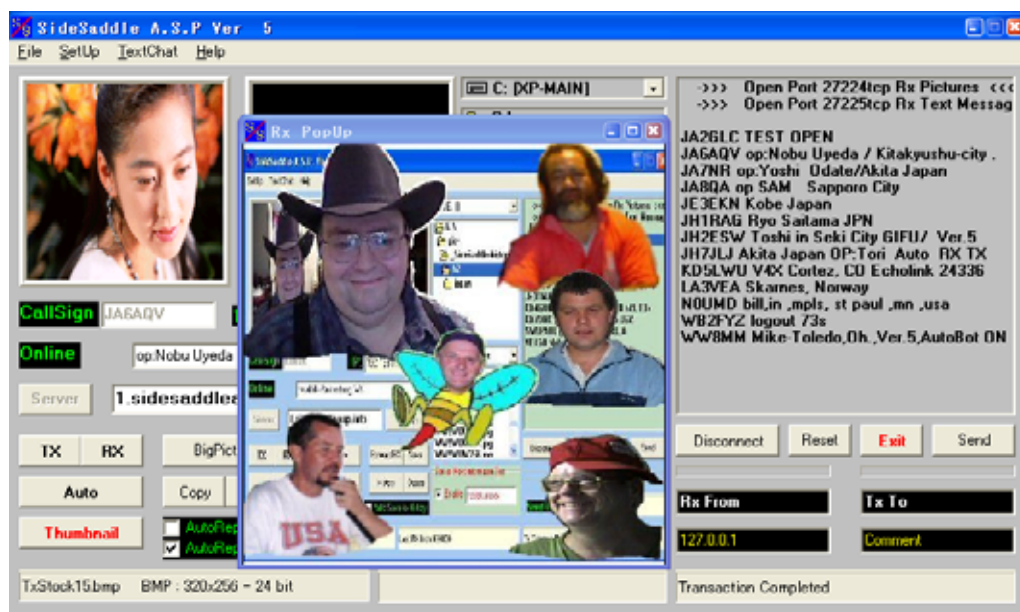 SideSaddle A.S.P Ver 5
File SetUp TextChat Help
C: [XP-MAIN]
->>> Open Port 27224tcp Rx Pictures <<<
->>> Open Port 27225tcp Rx Text Messag
Rx PopUp
JA2GLC TEST OPEN
JA6AQV op:Nobu Uyeda / Kitakyushu-city .
JA7NR op:Yoshi Odate/Akita Japan
JA8QA op SAM Sapporo City
JE3EKN Kobe Japan
JH1RAG Ryo Saitama JPN
JH2ESW Toshi in Seki City GIFU/ Ver.5
JH7JLJ Akita Japan OP:Tori Auto RX TX
KD5LWU V4X Cortez, CO Echolink 24336
LA3VEA Skarnes, Norway
N0UMD bill,in ,mpls, st paul ,mn ,usa
WB2FYZ logout 73s
WW8MM Mike-Toledo,Oh.,Ver.5,AutoBot ON
CallSign JA6AQV
Online op:Nobu Uyeda
Server 1.sidesaddlea
TX RX BigPict
Disconnect Reset Exit Send
Auto Copy
Rx From Tx To
USA
Thumbnail AutoRep
AutoRep
127.0.0.1 Comment
TxStock15.bmp BMP : 320x256 - 24 bit
Transaction Completed